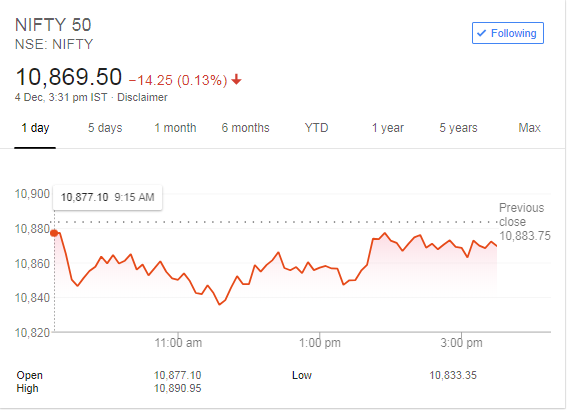 NIFTY 50
NSE: NIFTY
Following
10,869.50 −14.25 (0.13%)
4 Dec, 3:31 pm IST · Disclaimer
1 day 5 days 1 month 6 months YTD 1 year 5 years Max
10,900
10,877.10 9:15 AM
Previous
close
10,883.75
10,880
10,860
10,840
10,820
11:00 am 1:00 pm 3:00 pm
Open 10,877.10 Low 10,833.35
High 10,890.95